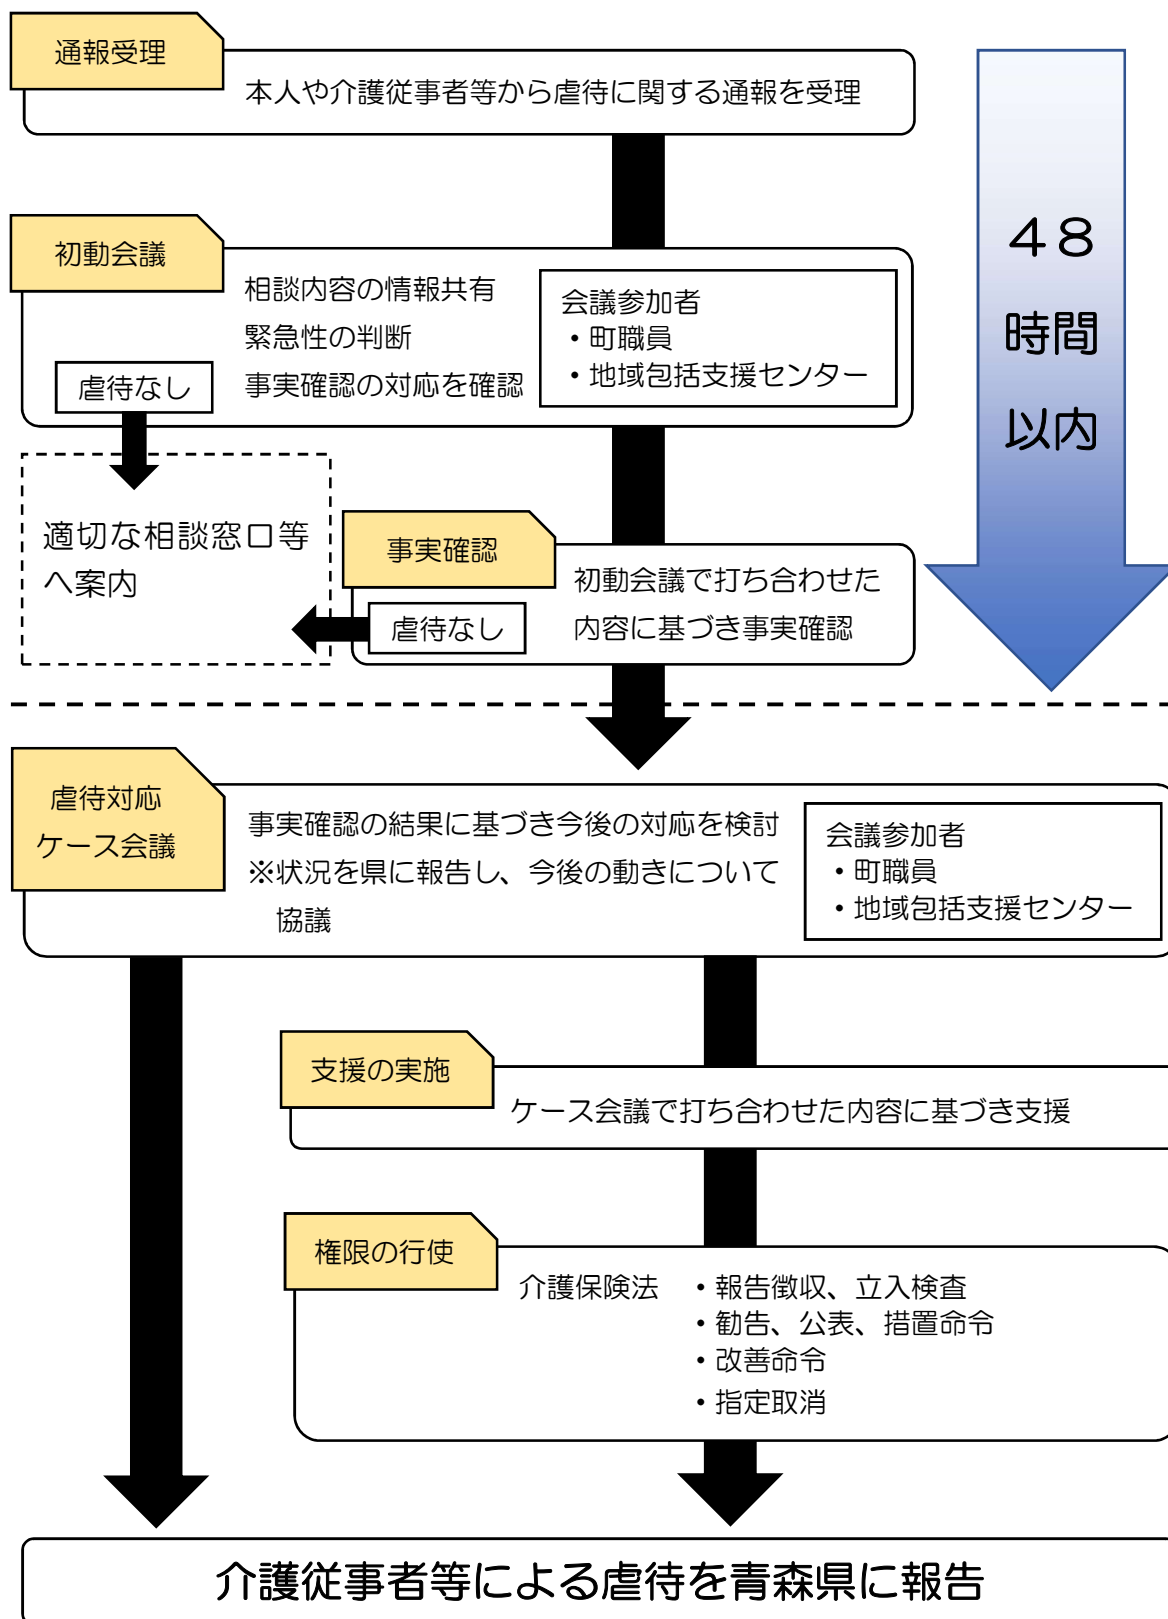 通報受理
本人や介護従事者等から虐待に関する通報を受理
48
時間
以内
初動会議
相談内容の情報共有
緊急性の判断
事実確認の対応を確認
会議参加者
・町職員
・地域包括支援センター
虐待なし
適切な相談窓口等
へ案内
事実確認
初動会議で打ち合わせた
内容に基づき事実確認
虐待なし
虐待対応
ケース会議
事実確認の結果に基づき今後の対応を検討
※状況を県に報告し、今後の動きについて
協議
会議参加者
・町職員
・地域包括支援センター
支援の実施
ケース会議で打ち合わせた内容に基づき支援
権限の行使
介護保険法 ・報告徴収、立入検査
・勧告、公表、措置命令
・改善命令
・指定取消
介護従事者等による虐待を青森県に報告